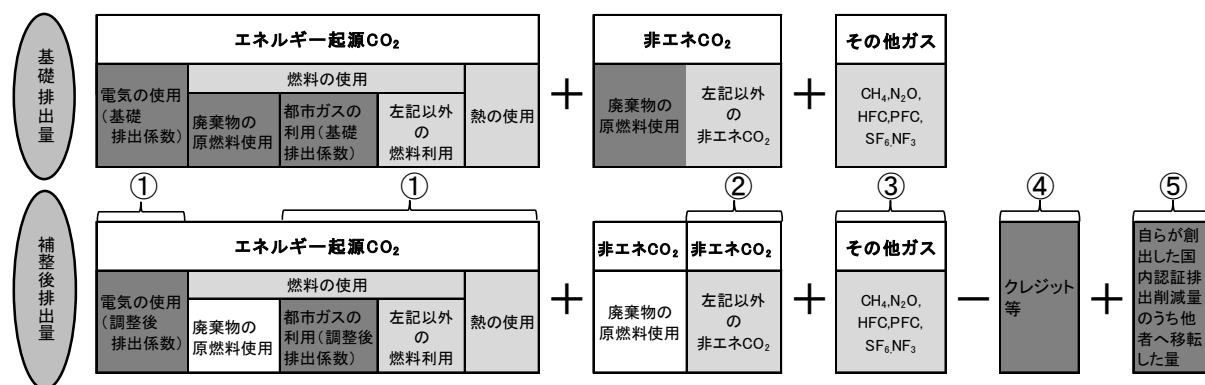 基礎排出量
エネルギー起源CO₂
電気の使用
(基礎
排出係数)
燃料の使用
廃棄物の
原燃料使用
都市ガスの
利用(基礎
排出係数)
左記以外
の
燃料利用
熱の使用
＋
非エネCO₂
廃棄物の
原燃料使用
左記以外
の
非エネCO₂
＋
その他ガス
CH₄,N₂O,
HFC,PFC,
SF₆,NF₃
補整後排出量
①
①
②
③
④
⑤
エネルギー起源CO₂
電気の使用
(調整後
排出係数)
燃料の使用
廃棄物の
原燃料使用
都市ガスの
利用(調整後
排出係数)
左記以外
の
燃料利用
熱の使用
＋
非エネCO₂
廃棄物の
原燃料使用
非エネCO₂
左記以外
の
非エネCO₂
＋
その他ガス
CH₄,N₂O,
HFC,PFC,
SF₆,NF₃
－
クレジット
等
＋
自らが創
出した国
内認証排
出削減量
のうち他
者へ移転
した量